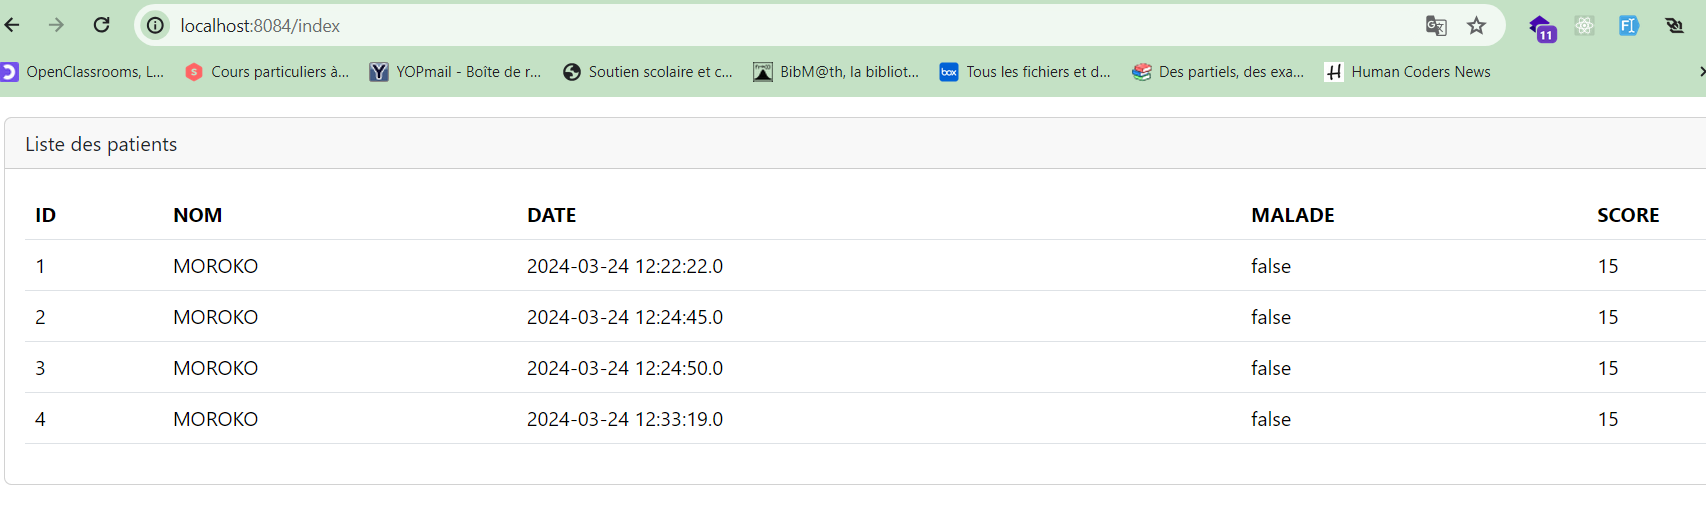 localhost:8084/index
11
OpenClassrooms, L... Cours particuliers à... YOPmail - Boîte de r... Soutien scolaire et c... BibM@th, la bibliot... box Tous les fichiers et d... Des partiels, des exa... Human Coders News
Liste des patients
ID NOM DATE MALADE SCORE
1 MOROKO 2024-03-24 12:22:22.0 false 15
2 MOROKO 2024-03-24 12:24:45.0 false 15
3 MOROKO 2024-03-24 12:24:50.0 false 15
4 MOROKO 2024-03-24 12:33:19.0 false 15